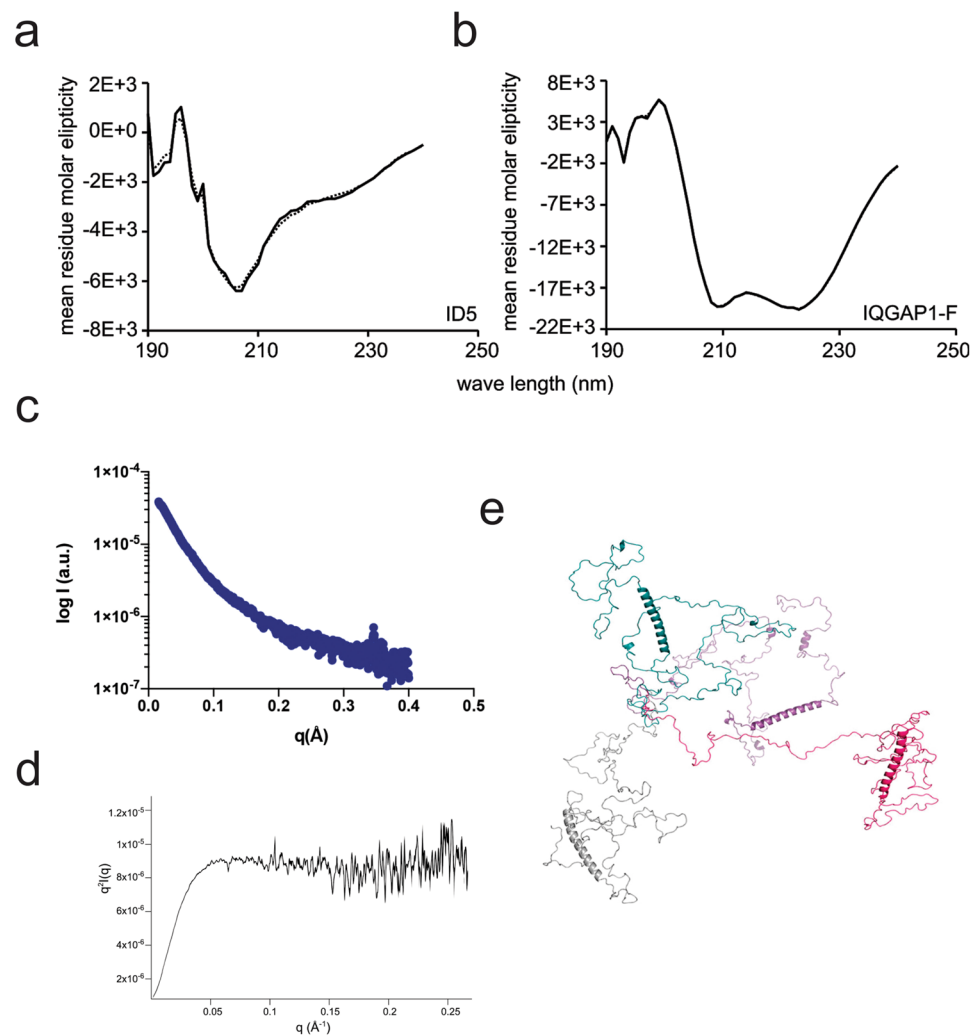 a
mean residue molar elipticity
2E+3
0E+0
-2E+3
-4E+3
-6E+3
-8E+3
ID5
190
210
230
250
b
mean residue molar elipticity
8E+3
3E+3
-2E+3
-7E+3
-12E+3
-17E+3
-22E+3
IQGAP1-F
190
210
230
250
wave length (nm)
c
log I (a.u.)
1×10⁻⁴
1×10⁻⁵
1×10⁻⁶
1×10⁻⁷
0.0
0.1
0.2
0.3
0.4
0.5
q(Å)
d
q²I(q)
1.2x10⁻⁵
1x10⁻⁵
8x10⁻⁶
6x10⁻⁶
4x10⁻⁶
2x10⁻⁶
0.05
0.1
0.15
0.2
0.25
q (Å⁻¹)
e